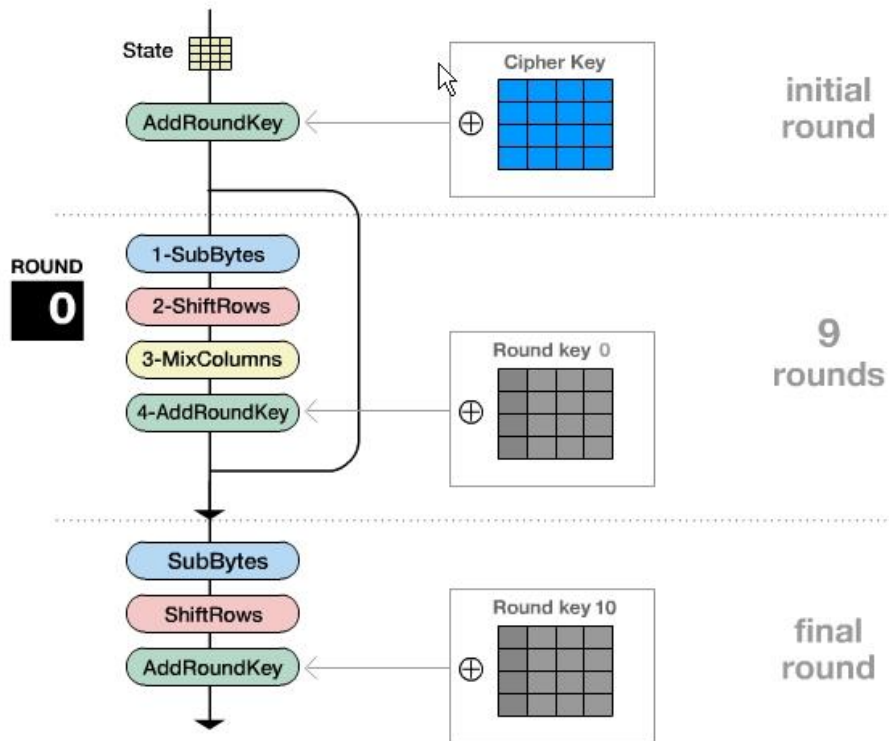 State
Cipher Key
initial
round
AddRoundKey
ROUND
0
1-SubBytes
2-ShiftRows
3-MixColumns
4-AddRoundKey
Round key 0
9
rounds
SubBytes
ShiftRows
AddRoundKey
Round key 10
final
round